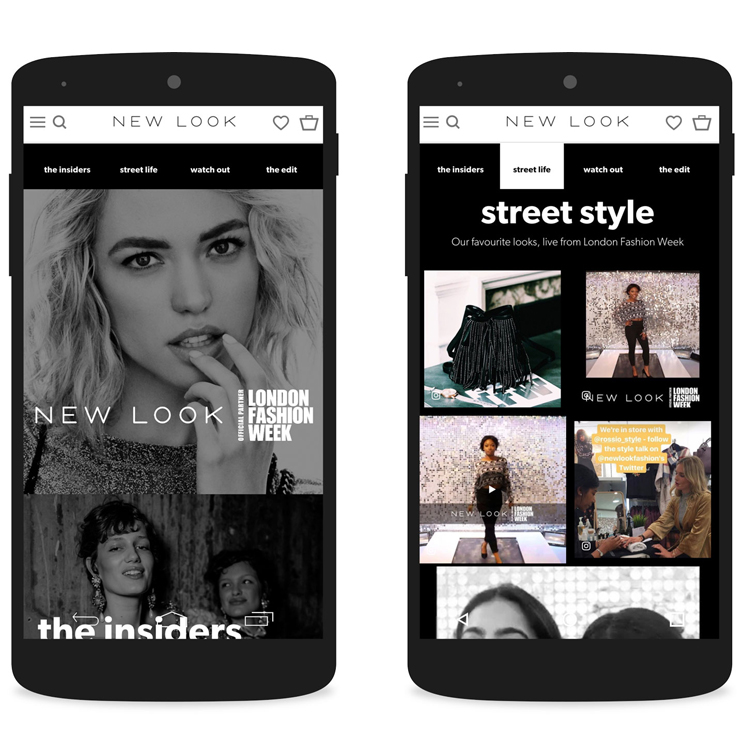 NEW LOOK
the insiders street life watch out the edit
NEW LOOK
OFFICIAL PARTNER
LONDON
FASHION
WEEK
the insiders
NEW LOOK
the insiders street life watch out the edit
street style
Our favourite looks, live from London Fashion Week
NEW LOOK
LONDON
FASHION
WEEK
NEW LOOK
LONDON
FASHION
WEEK
We're in store with
@russio_style - follow
the style talk on
@newlookfashion's
Twitter